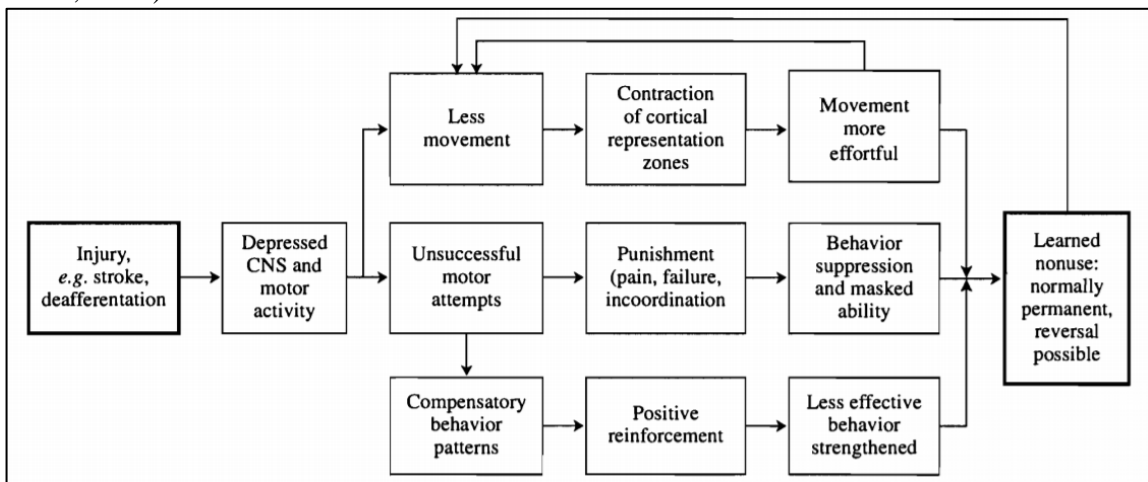 Less
movement
Contraction
of cortical
representation
zones
Movement
more
effortful
Injury,
e.g. stroke,
deafferentation
Depressed
CNS and
motor
activity
Unsuccessful
motor
attempts
Punishment
(pain, failure,
incoordination
Behavior
suppression
and masked
ability
Learned
nonuse:
normally
permanent,
reversal
possible
Compensatory
behavior
patterns
Positive
reinforcement
Less effective
behavior
strengthened